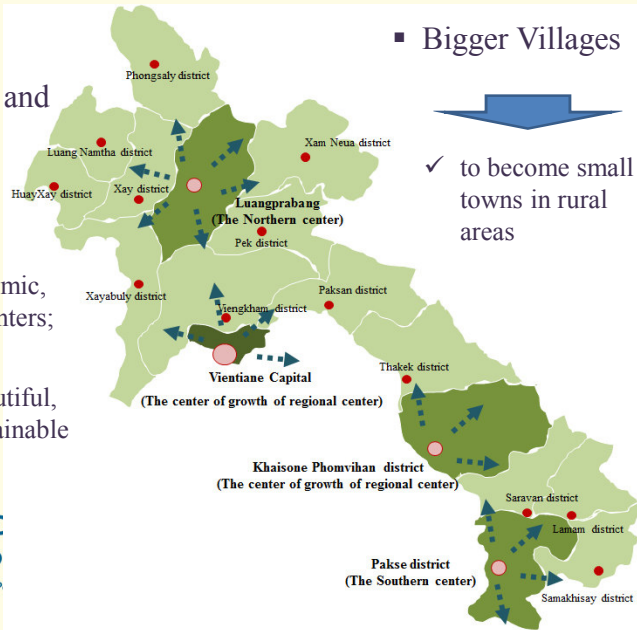 ▪ Bigger Villages
and
✓ to become small
towns in rural
areas
mic,
nters;
utiful,
ainable
Phongsaly district
Luang Namtha district
Xam Neua district
HuayXay district
Xay district
Luangprabang
(The Northern center)
Pek district
Xayabuly district
Viengkham district
Paksan district
Vientiane Capital
(The center of growth of regional center)
Thakek district
Khaisone Phomvihan district
(The center of growth of regional center)
Saravan district
Lamam district
Pakse district
(The Southern center)
Samakhisay district